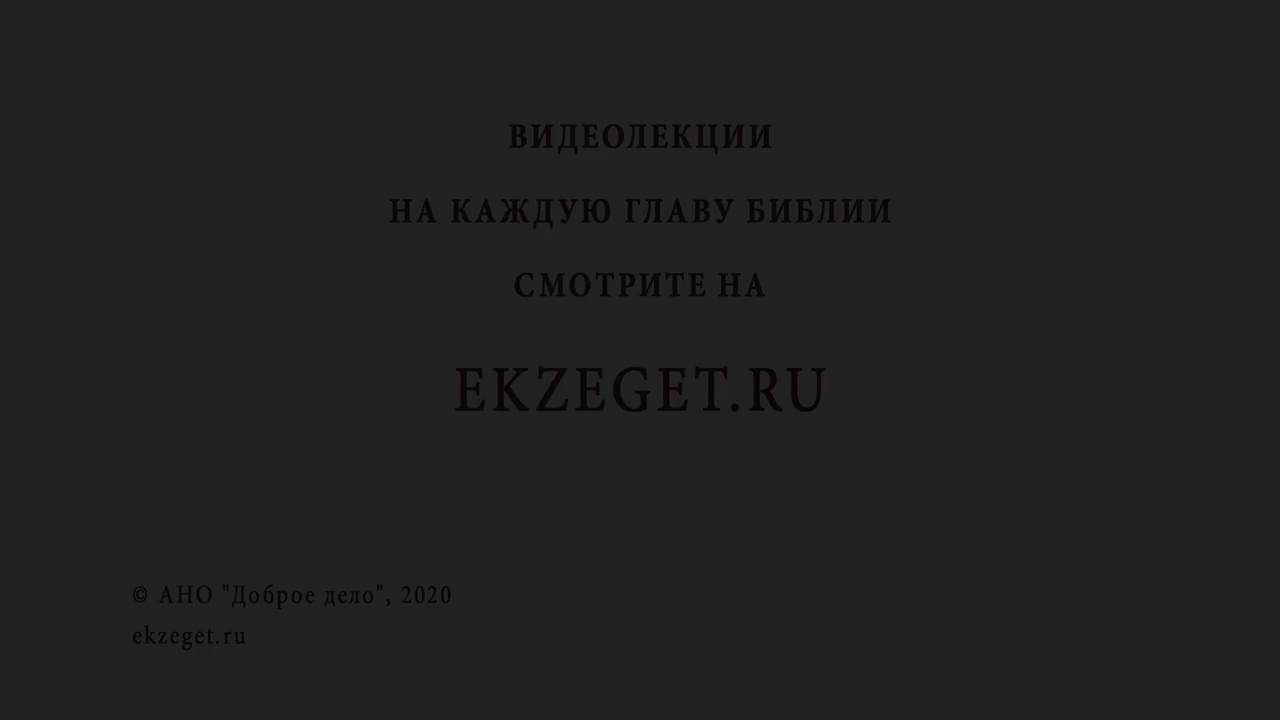 ВИДЕОЛЕКЦИИ
НА КАЖДУЮ ГЛАВУ БИБЛИИ
СМОТРИТЕ НА
EKZEGET.RU
© АНО "Доброе дело", 2020
ekzeget.ru